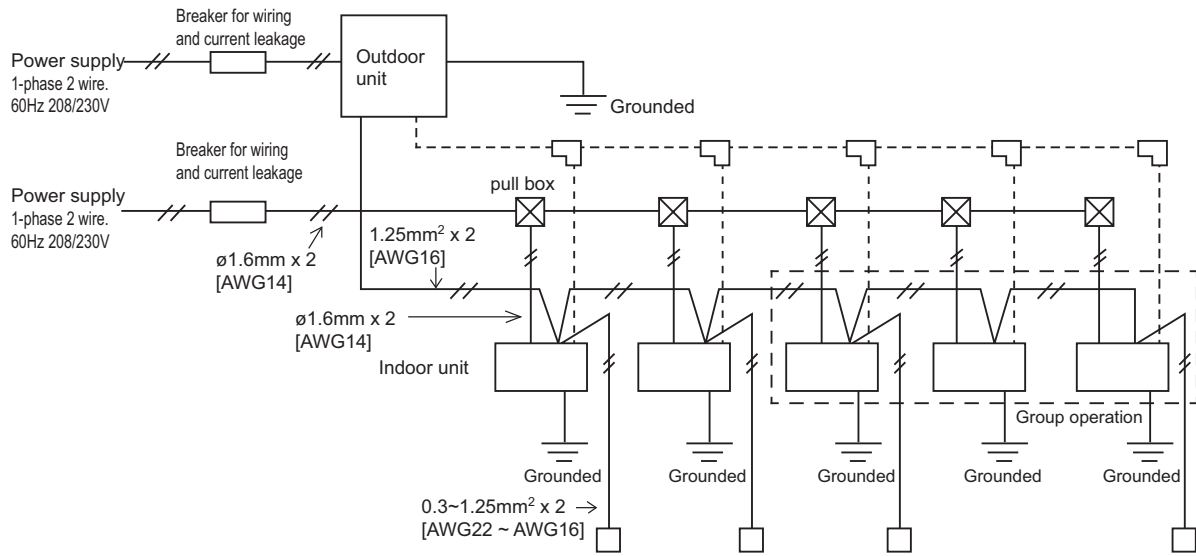 Breaker for wiring
and current leakage
Power supply
1-phase 2 wire.
60Hz 208/230V
Outdoor
unit
Grounded
Breaker for wiring
and current leakage
Power supply
1-phase 2 wire.
60Hz 208/230V
pull box
ø1.6mm x 2
[AWG14]
1.25mm² x 2
[AWG16]
ø1.6mm x 2
[AWG14]
Indoor unit
Group operation
Grounded
Grounded
Grounded
Grounded
Grounded
0.3~1.25mm² x 2
[AWG22 ~ AWG16]